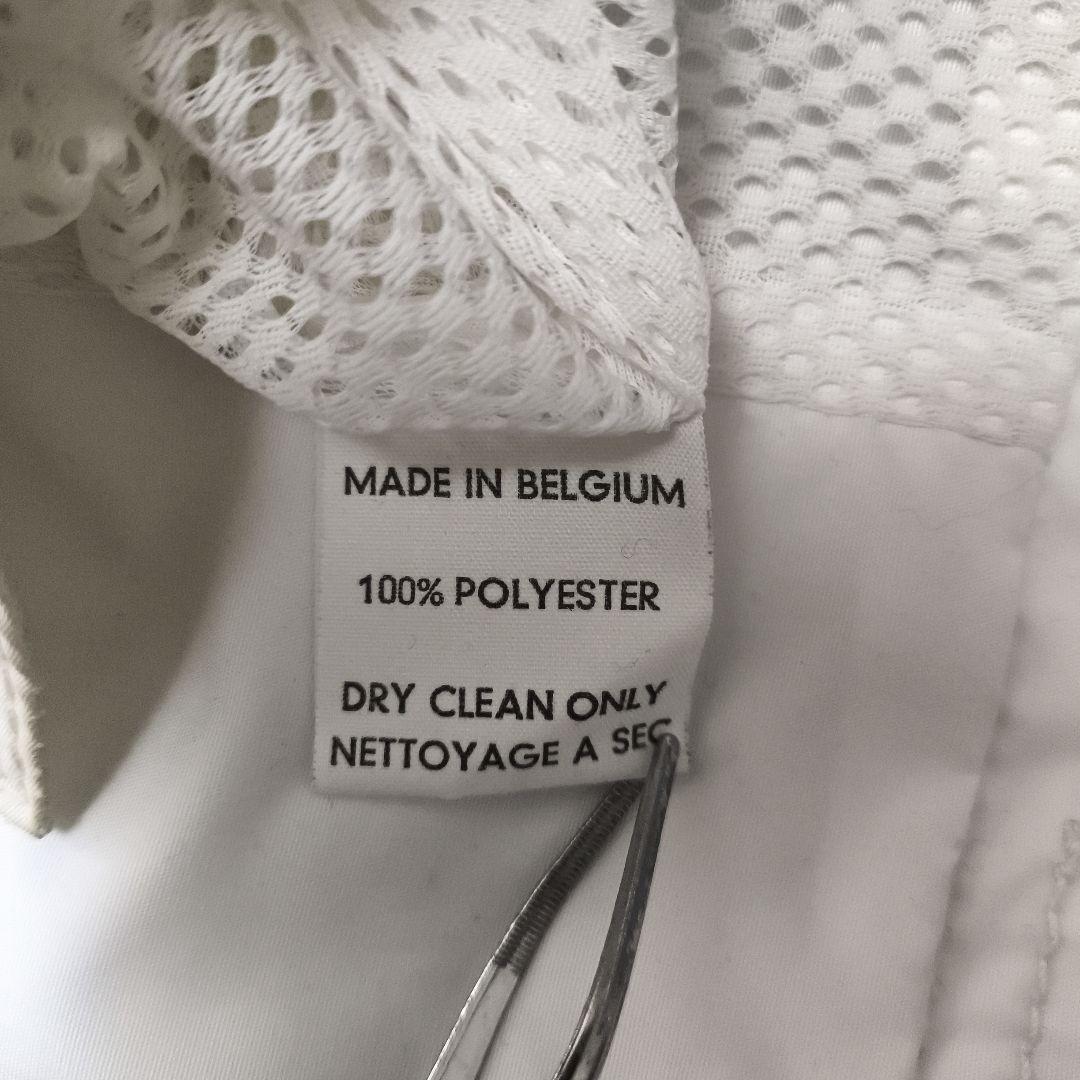 MADE IN BELGIUM
100% POLYESTER
DRY CLEAN ONLY
NETTOYAGE A SEC